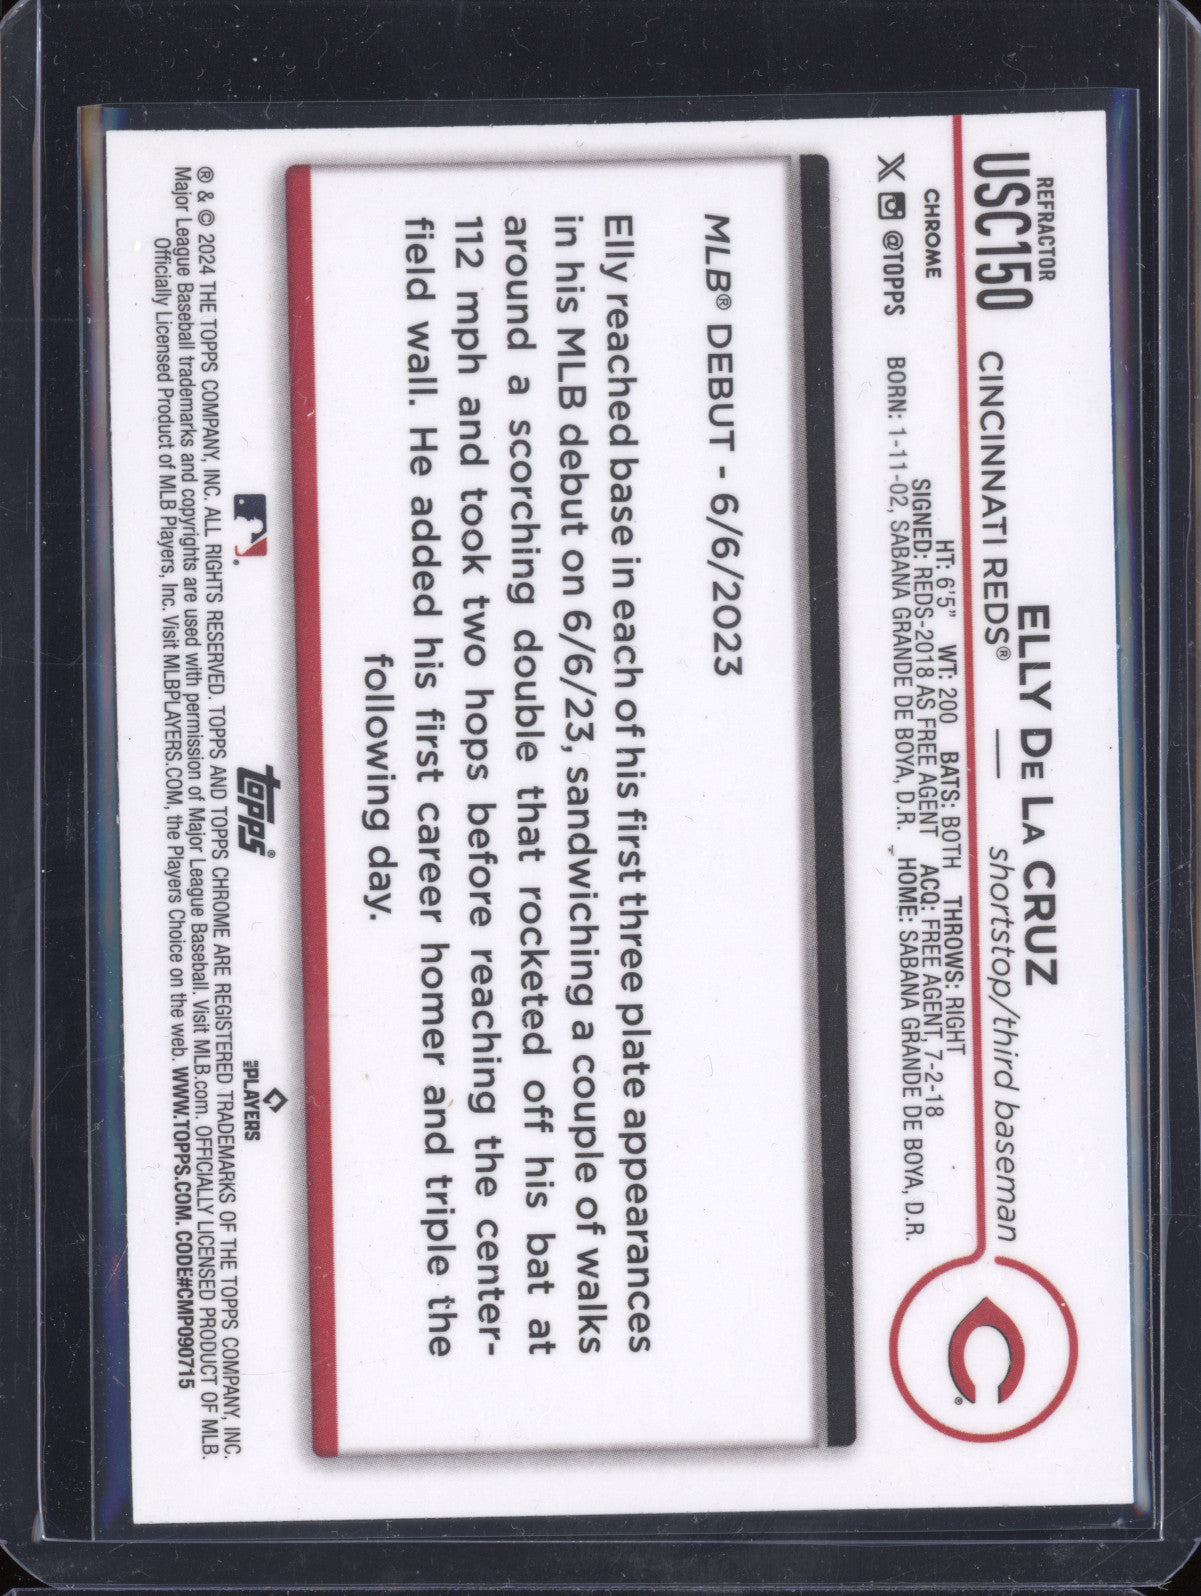 REFRACTOR
USC150
CHROME
X @TOPPS
ELLY DE LA CRUZ
CINCINNATI REDS® — shortstop/third baseman
HT: 6'5" WT: 200 BATS: BOTH THROWS: RIGHT
SIGNED: REDS-2018 AS FREE AGENT ACQ: FREE AGENT, 7-2-18
BORN: 1-11-02, SABANA GRANDE DE BOYA, D.R. HOME: SABANA GRANDE DE BOYA, D.R.
C®
MLB® DEBUT - 6/6/2023
Elly reached base in each of his first three plate appearances
in his MLB debut on 6/6/23, sandwiching a couple of walks
around a scorching double that rocketed off his bat at
112 mph and took two hops before reaching the center-
field wall. He added his first career homer and triple the
following day.
topps®
MLBPLAYERS
® & © 2024 THE TOPPS COMPANY, INC. ALL RIGHTS RESERVED. TOPPS AND TOPPS CHROME ARE REGISTERED TRADEMARKS OF THE TOPPS COMPANY, INC.
Major League Baseball trademarks and copyrights are used with permission of Major League Baseball. Visit MLB.com. OFFICIALLY LICENSED PRODUCT OF MLB.
Officially Licensed Product of MLB Players, Inc. Visit MLBPLAYERS.COM, the Players Choice on the web. WWW.TOPPS.COM. CODE#CMP090715